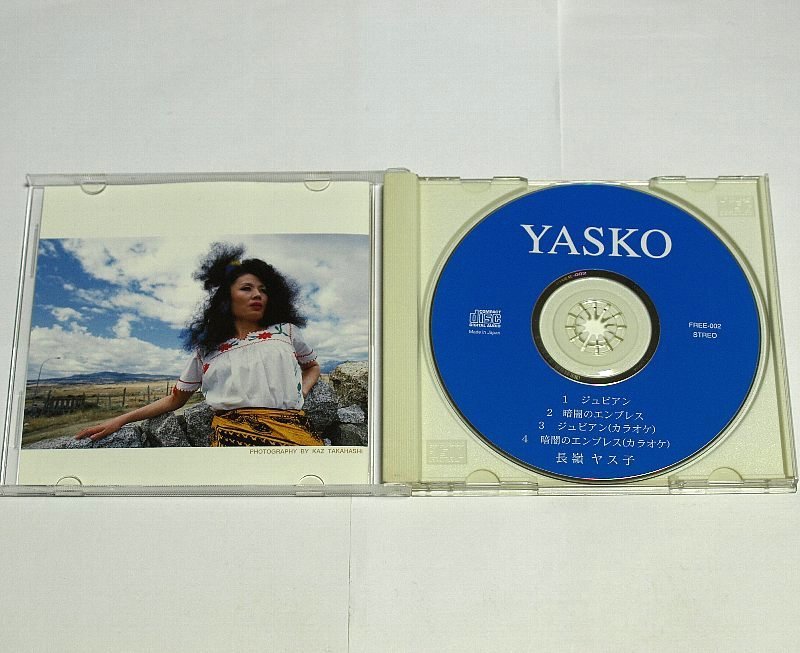 PHOTOGRAPHY BY KAZ TAKAHASHI
YASKO
COMPACT
disc
DIGITAL AUDIO
Made in Japan
FREE-002
STREO
1 ジュビアン
2 暗闇のエンプレス
3 ジュビアン(カラオケ)
4 暗闇のエンプレス(カラオケ)
長嶺 ヤス子